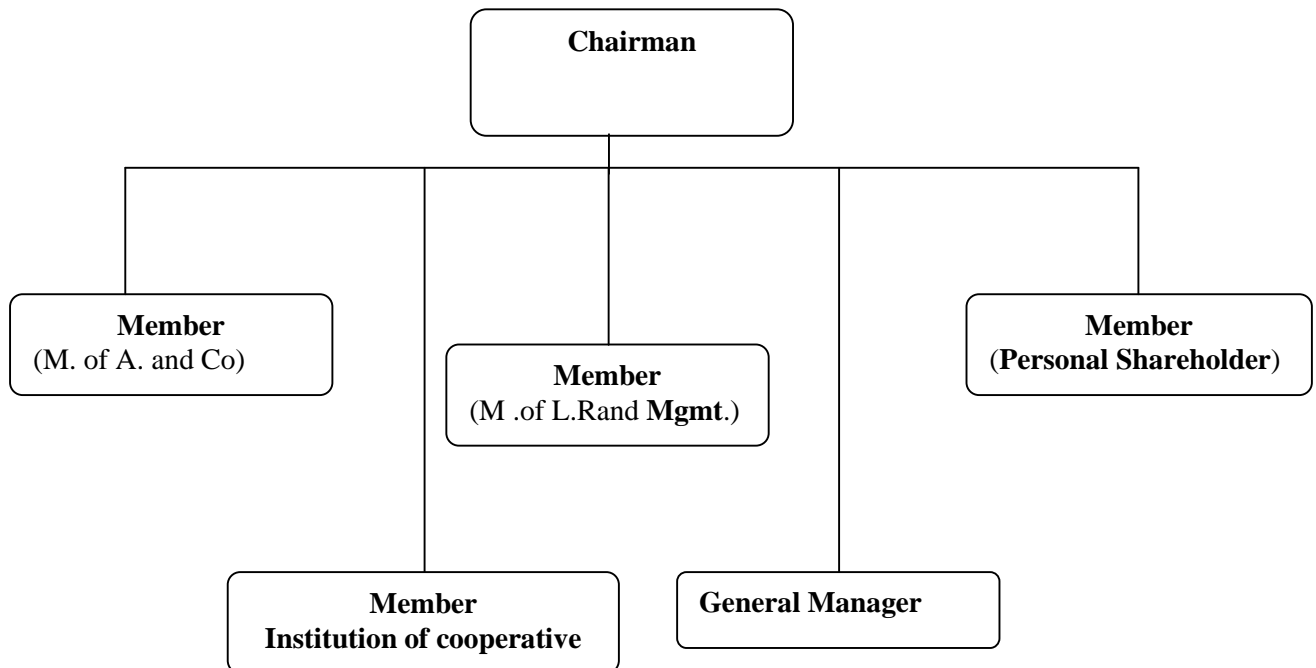 Chairman
Member
(M. of A. and Co)
Member
(M .of L.Rand Mgmt.)
Member
(Personal Shareholder)
Member
Institution of cooperative
General Manager